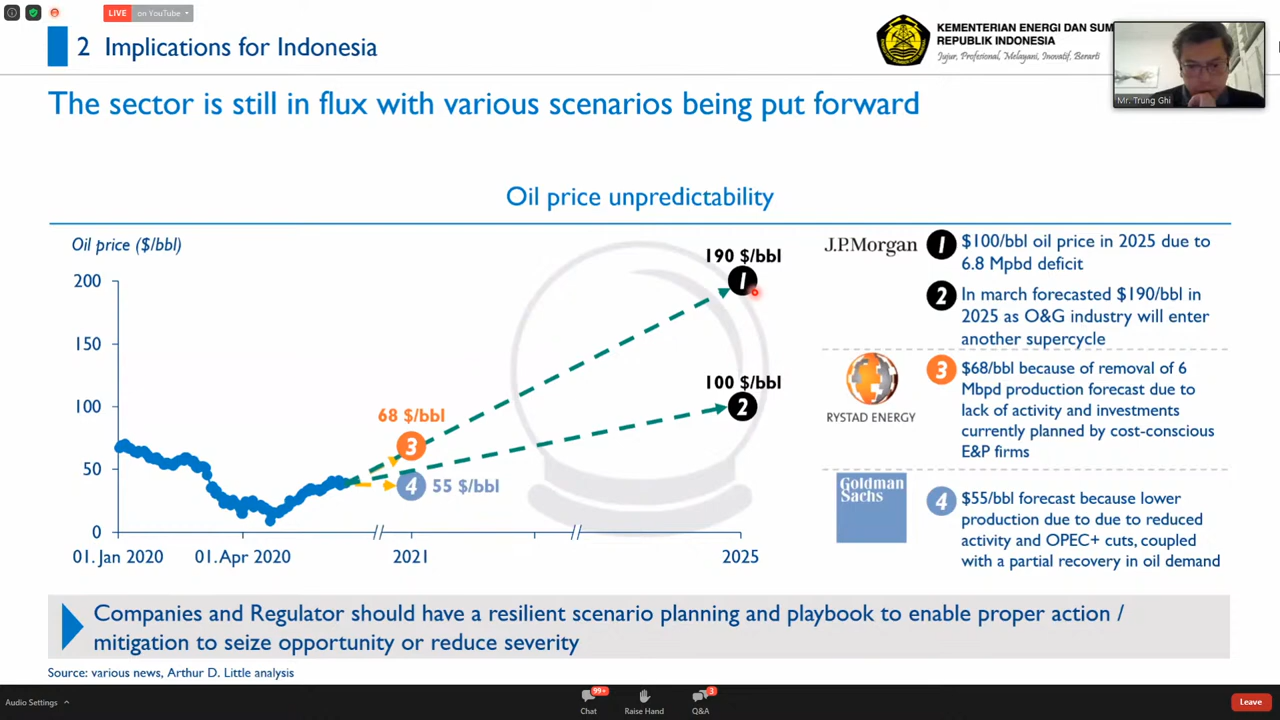 LIVE on YouTube
2 Implications for Indonesia
KEMENTERIAN ENERGI DAN SUM
REPUBLIK INDONESIA
Jujur, Profesional, Melayani, Inovatif, Berarti
Mr. Trung Ghi
The sector is still in flux with various scenarios being put forward
Oil price unpredictability
Oil price ($/bbl)
200
150
100
50
0
01. Jan 2020
01. Apr 2020
2021
2025
190 $/bbl
1
100 $/bbl
2
68 $/bbl
3
4 55 $/bbl
J.P.Morgan
1 $100/bbl oil price in 2025 due to
6.8 Mpbd deficit
2 In march forecasted $190/bbl in
2025 as O&G industry will enter
another supercycle
RYSTAD ENERGY
3 $68/bbl because of removal of 6
Mbpd production forecast due to
lack of activity and investments
currently planned by cost-conscious
E&P firms
Goldman
Sachs
4 $55/bbl forecast because lower
production due to due to reduced
activity and OPEC+ cuts, coupled
with a partial recovery in oil demand
Companies and Regulator should have a resilient scenario planning and playbook to enable proper action /
mitigation to seize opportunity or reduce severity
Source: various news, Arthur D. Little analysis
Audio Settings
99+
Chat
Raise Hand
3
Q&A
Leave